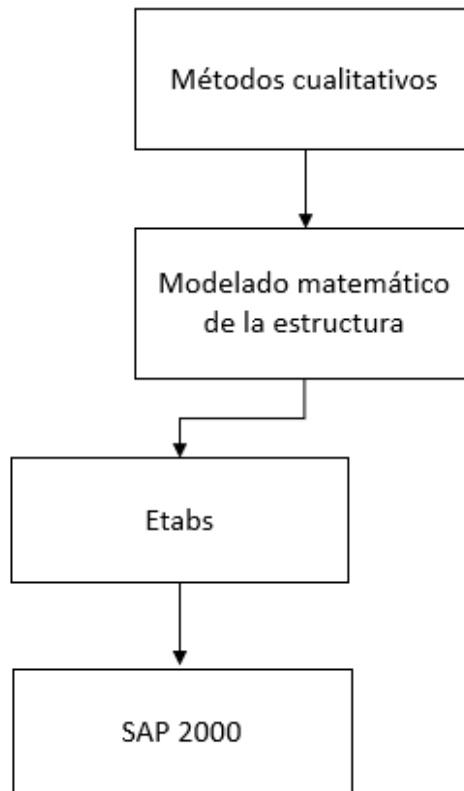 Métodos cualitativos
Modelado matemático
de la estructura
Etabs
SAP 2000